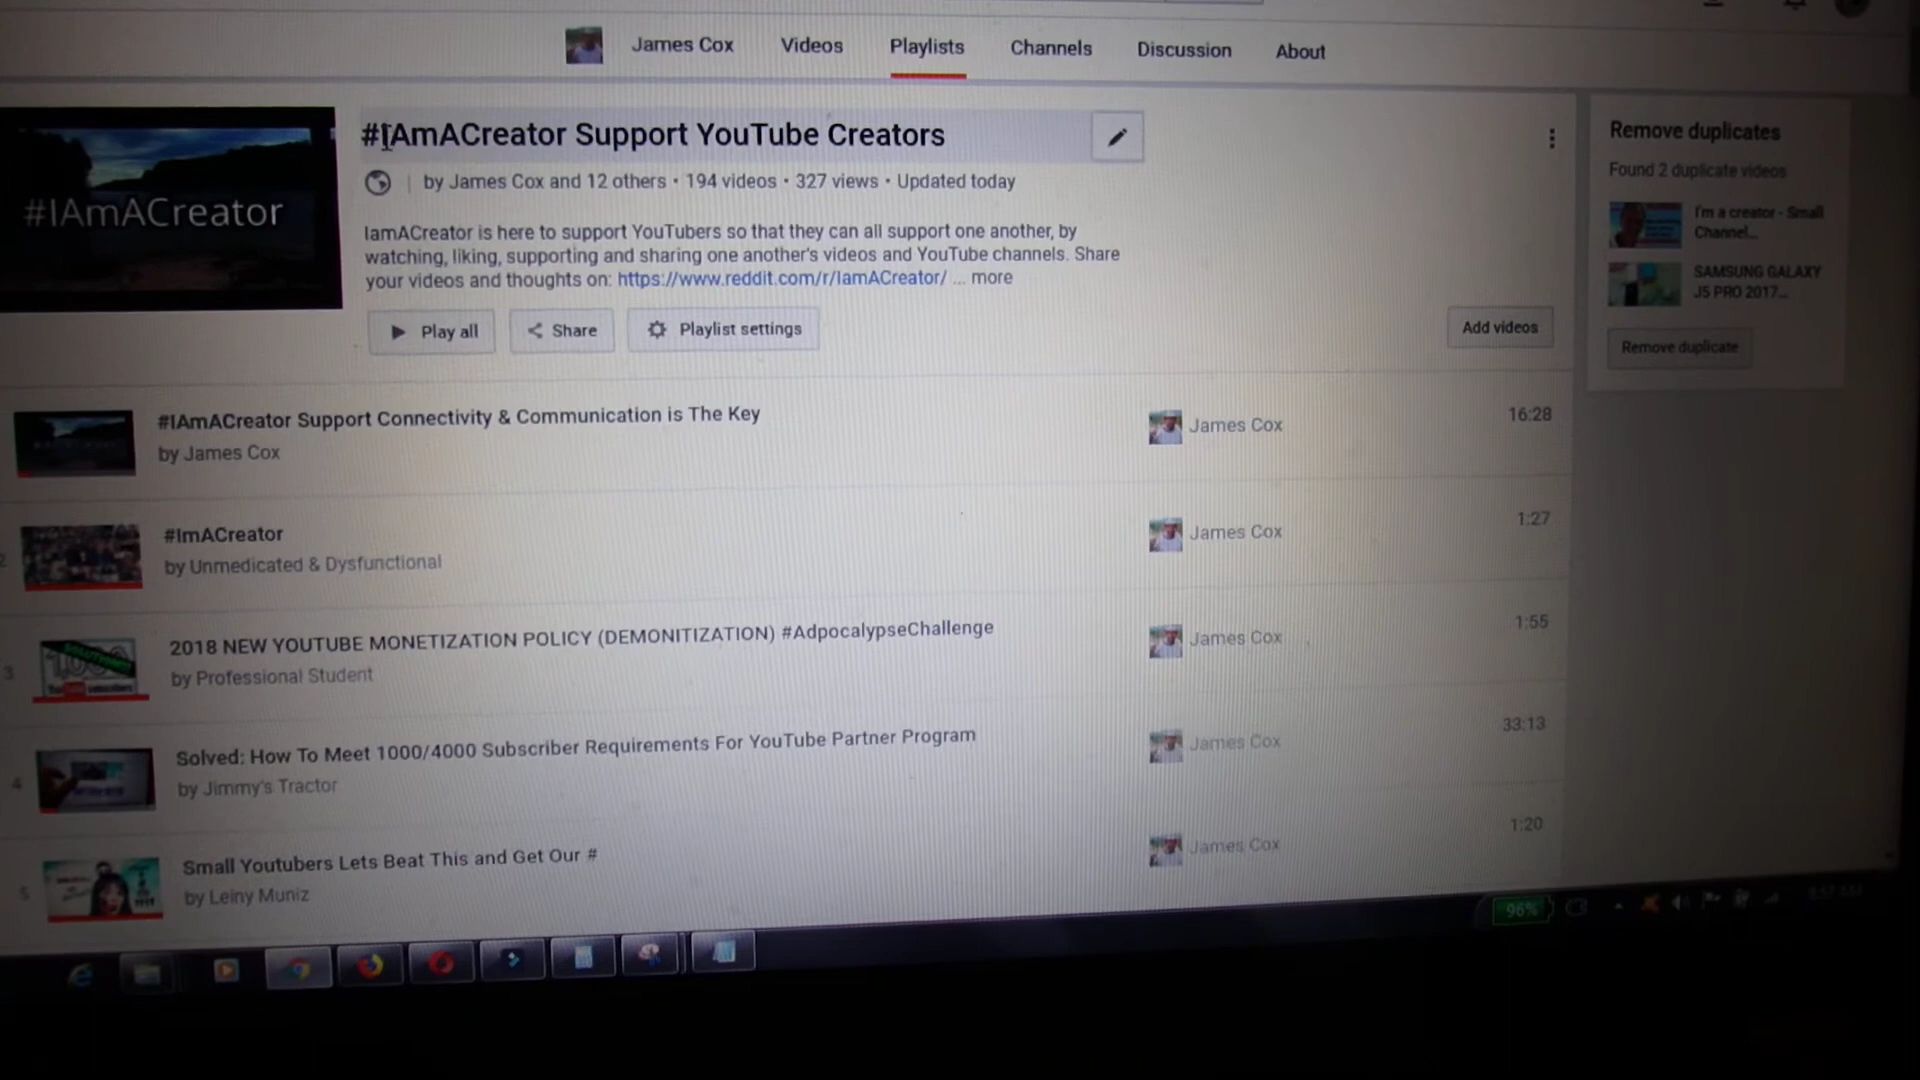 James Cox Videos Playlists Channels Discussion About
#IAmACreator
#IAmACreator Support YouTube Creators
by James Cox and 12 others • 194 videos • 327 views • Updated today
IamACreator is here to support YouTubers so that they can all support one another, by
watching, liking, supporting and sharing one another's videos and YouTube channels. Share
your videos and thoughts on: https://www.reddit.com/r/IamACreator/ ... more
Play all Share Playlist settings
Add videos
Remove duplicates
Found 2 duplicate videos
I'm a creator - Small
Channel...
SAMSUNG GALAXY
J5 PRO 2017...
Remove duplicate
#IAmACreator Support Connectivity & Communication is The Key
by James Cox
James Cox
16:28
2
#ImACreator
by Unmedicated & Dysfunctional
James Cox
1:27
3
2018 NEW YOUTUBE MONETIZATION POLICY (DEMONITIZATION) #AdpocalypseChallenge
by Professional Student
James Cox
1:55
4
Solved: How To Meet 1000/4000 Subscriber Requirements For YouTube Partner Program
by Jimmy's Tractor
James Cox
33:13
5
Small Youtubers Lets Beat This and Get Our #
by Leiny Muniz
James Cox
1:20
96%